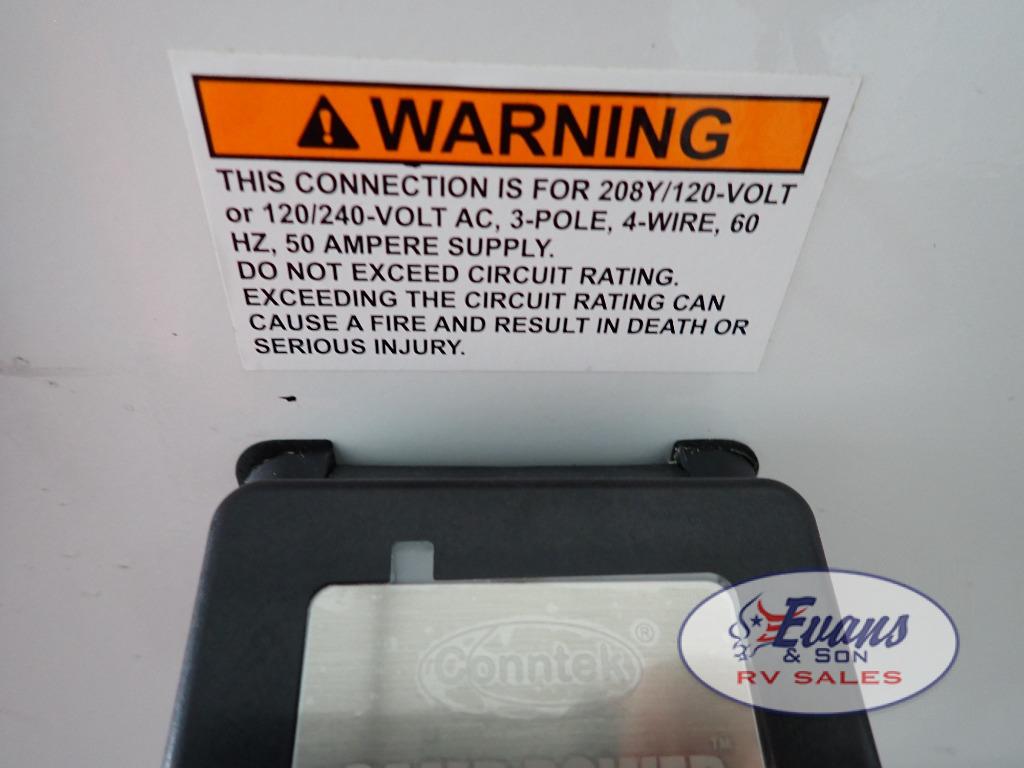 WARNING
THIS CONNECTION IS FOR 208Y/120-VOLT
or 120/240-VOLT AC, 3-POLE, 4-WIRE, 60
HZ, 50 AMPERE SUPPLY.
DO NOT EXCEED CIRCUIT RATING.
EXCEEDING THE CIRCUIT RATING CAN
CAUSE A FIRE AND RESULT IN DEATH OR
SERIOUS INJURY.
Conntek®
Evans
& SON
RV SALES
™